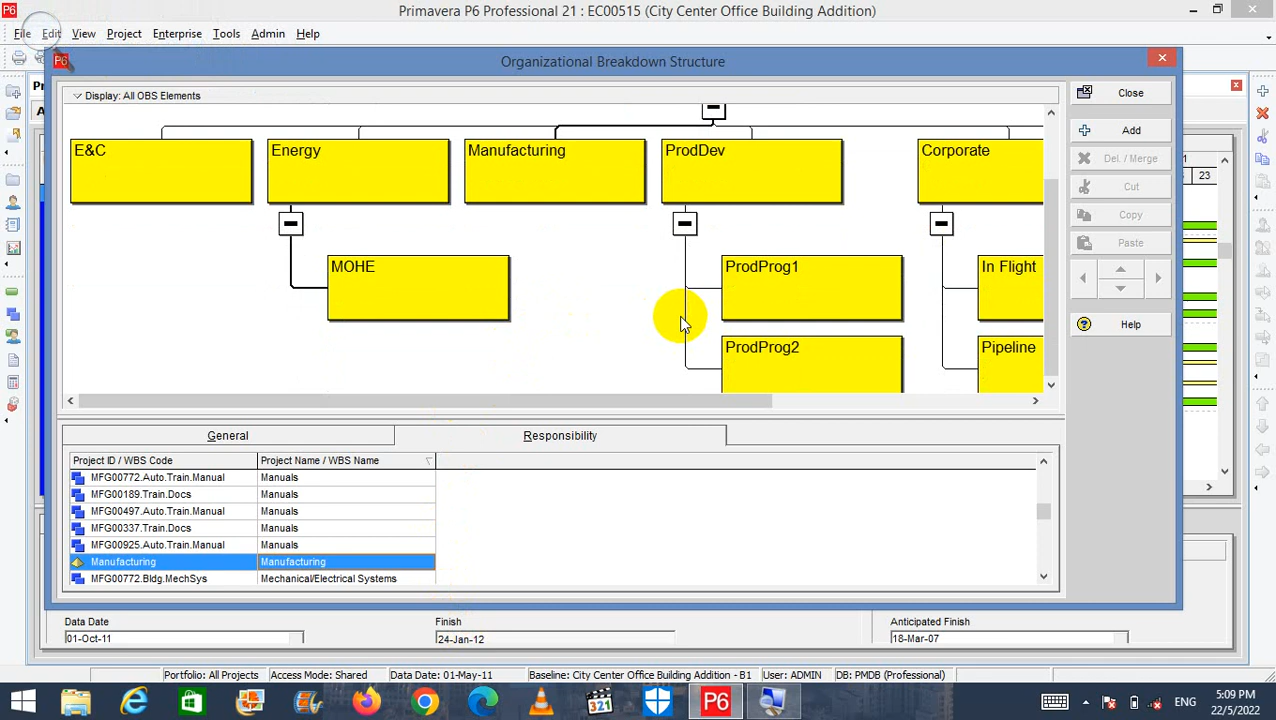 P6 Primavera P6 Professional 21 : EC00515 (City Center Office Building Addition)
File Edit View Project Enterprise Tools Admin Help
P6 Organizational Breakdown Structure
Display: All OBS Elements
Close
Add
Del. / Merge
Cut
Copy
Paste
Help
E&C Energy Manufacturing ProdDev Corporate
MOHE ProdProg1 In Flight
ProdProg2 Pipeline
1
23
General Responsibility
Project ID / WBS Code Project Name / WBS Name
MFG00772.Auto.Train.Manual Manuals
MFG00189.Train.Docs Manuals
MFG00497.Auto.Train.Manual Manuals
MFG00337.Train.Docs Manuals
MFG00925.Auto.Train.Manual Manuals
Manufacturing Manufacturing
MFG00772.Bldg.MechSys Mechanical/Electrical Systems
Data Date Finish Anticipated Finish
01-Oct-11 24-Jan-12 18-Mar-07
Portfolio: All Projects Access Mode: Shared Data Date: 01-May-11 Baseline: City Center Office Building Addition - B1 User: ADMIN DB: PMDB (Professional)
321 P6 ENG 5:09 PM
22/5/2022